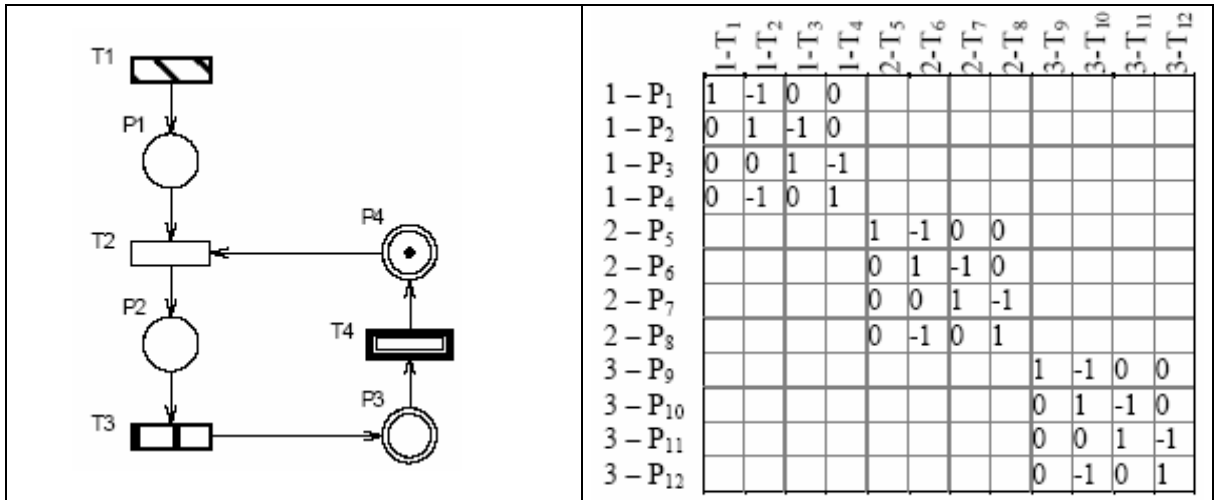 T1
P1
T2
P4
P2
T4
T3
P3
1-T₁ 1-T₂ 1-T₃ 1-T₄ 2-T₅ 2-T₆ 2-T₇ 2-T₈ 3-T₉ 3-T₁₀ 3-T₁₁ 3-T₁₂
1 – P₁ 1 -1 0 0
1 – P₂ 0 1 -1 0
1 – P₃ 0 0 1 -1
1 – P₄ 0 -1 0 1
2 – P₅ 1 -1 0 0
2 – P₆ 0 1 -1 0
2 – P₇ 0 0 1 -1
2 – P₈ 0 -1 0 1
3 – P₉ 1 -1 0 0
3 – P₁₀ 0 1 -1 0
3 – P₁₁ 0 0 1 -1
3 – P₁₂ 0 -1 0 1